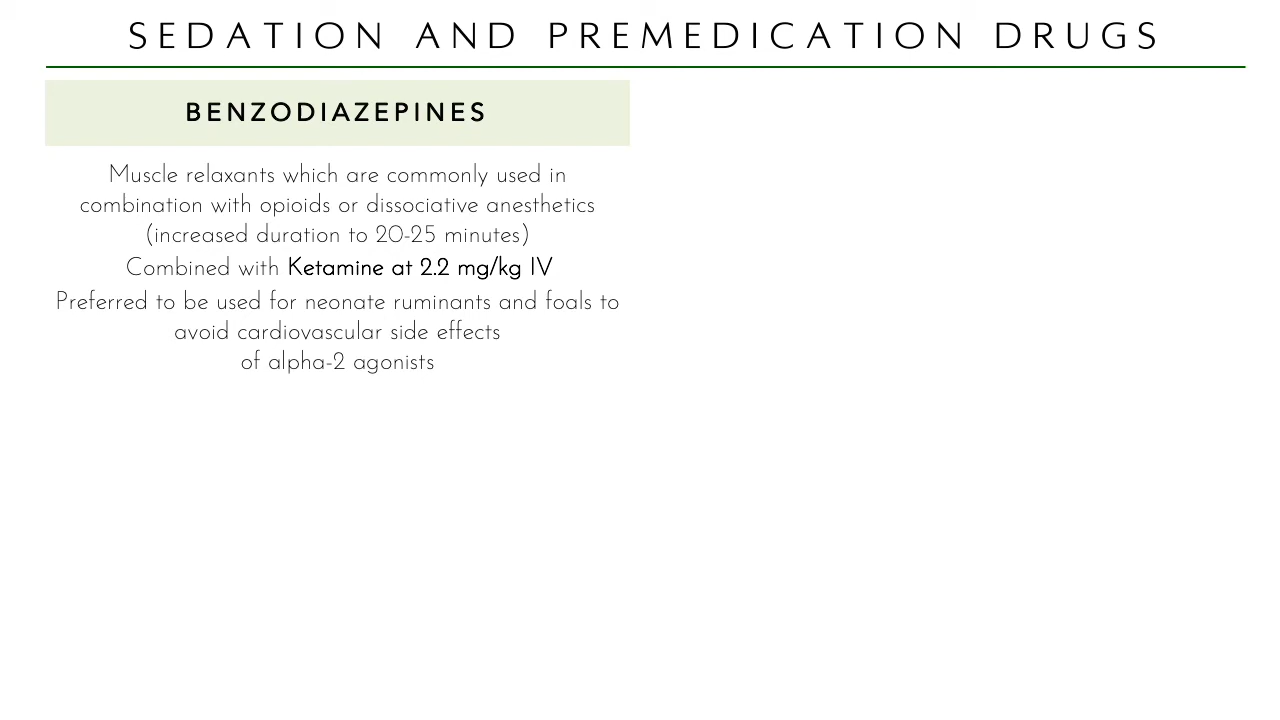 SEDATION AND PREMEDICATION DRUGS
BENZODIAZEPINES
Muscle relaxants which are commonly used in
combination with opioids or dissociative anesthetics
(increased duration to 20-25 minutes)
Combined with Ketamine at 2.2 mg/kg IV
Preferred to be used for neonate ruminants and foals to
avoid cardiovascular side effects
of alpha-2 agonists